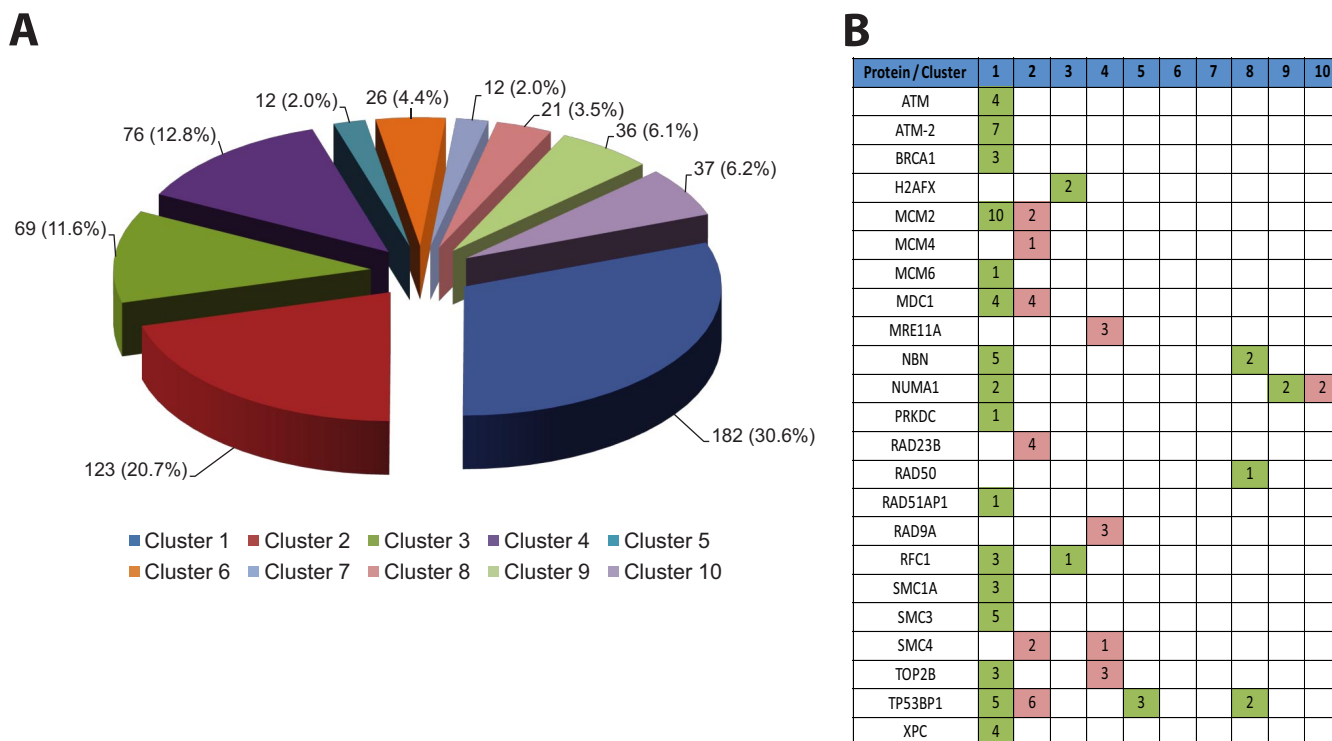 A
12 (2.0%)
26 (4.4%)
12 (2.0%)
21 (3.5%)
76 (12.8%)
36 (6.1%)
37 (6.2%)
69 (11.6%)
182 (30.6%)
123 (20.7%)
Cluster 1 Cluster 2 Cluster 3 Cluster 4 Cluster 5
Cluster 6 Cluster 7 Cluster 8 Cluster 9 Cluster 10
B
Protein / Cluster 1 2 3 4 5 6 7 8 9 10
ATM 4
ATM-2 7
BRCA1 3
H2AFX 2
MCM2 10 2
MCM4 1
MCM6 1
MDC1 4 4
MRE11A 3
NBN 5 2
NUMA1 2 2 2
PRKDC 1
RAD23B 4
RAD50 1
RAD51AP1 1
RAD9A 3
RFC1 3 1
SMC1A 3
SMC3 5
SMC4 2 1
TOP2B 3 3
TP53BP1 5 6 3 2
XPC 4